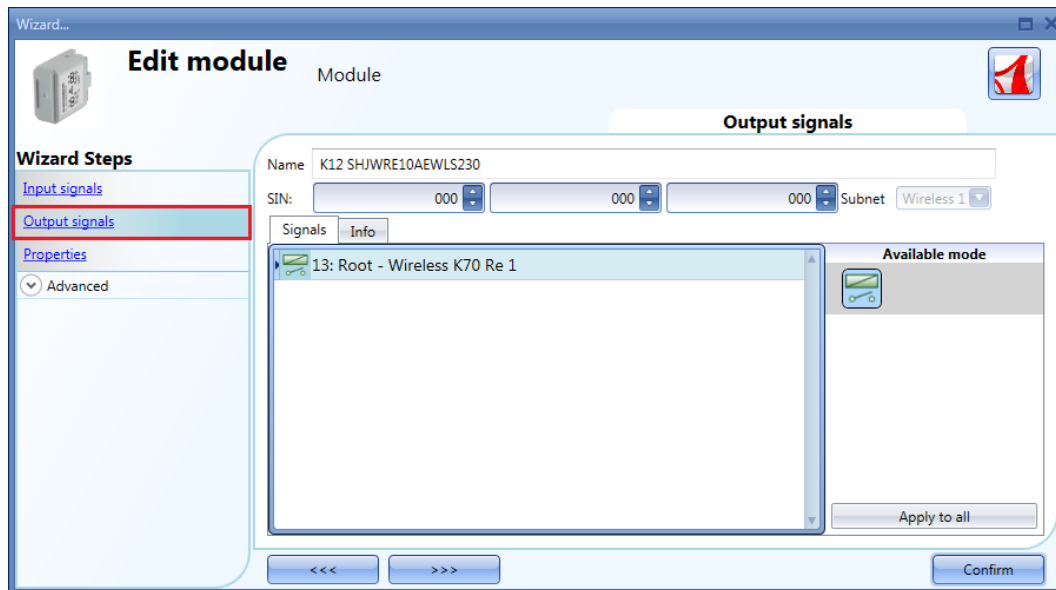 Wizard...
Edit module
Module
Output signals
Wizard Steps
Input signals
Output signals
Properties
Advanced
Name K12 SHJWRE10AEWLS230
SIN: 000 000 000 Subnet Wireless 1
Signals Info
13: Root - Wireless K70 Re 1
Available mode
Apply to all
<<< >>> Confirm